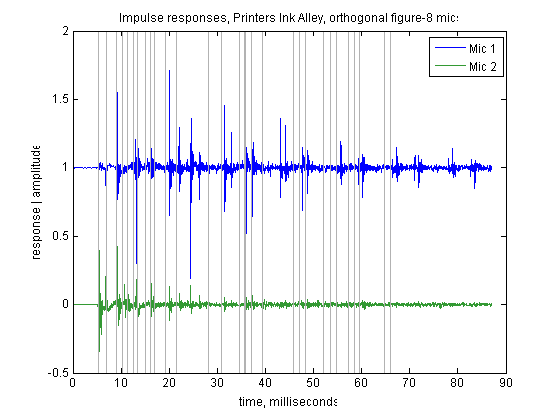 Impulse responses, Printers Ink Alley, orthogonal figure-8 mics
2
1.5
1
0.5
0
-0.5
response | amplitude
Mic 1
Mic 2
0 10 20 30 40 50 60 70 80 90
time, milliseconds